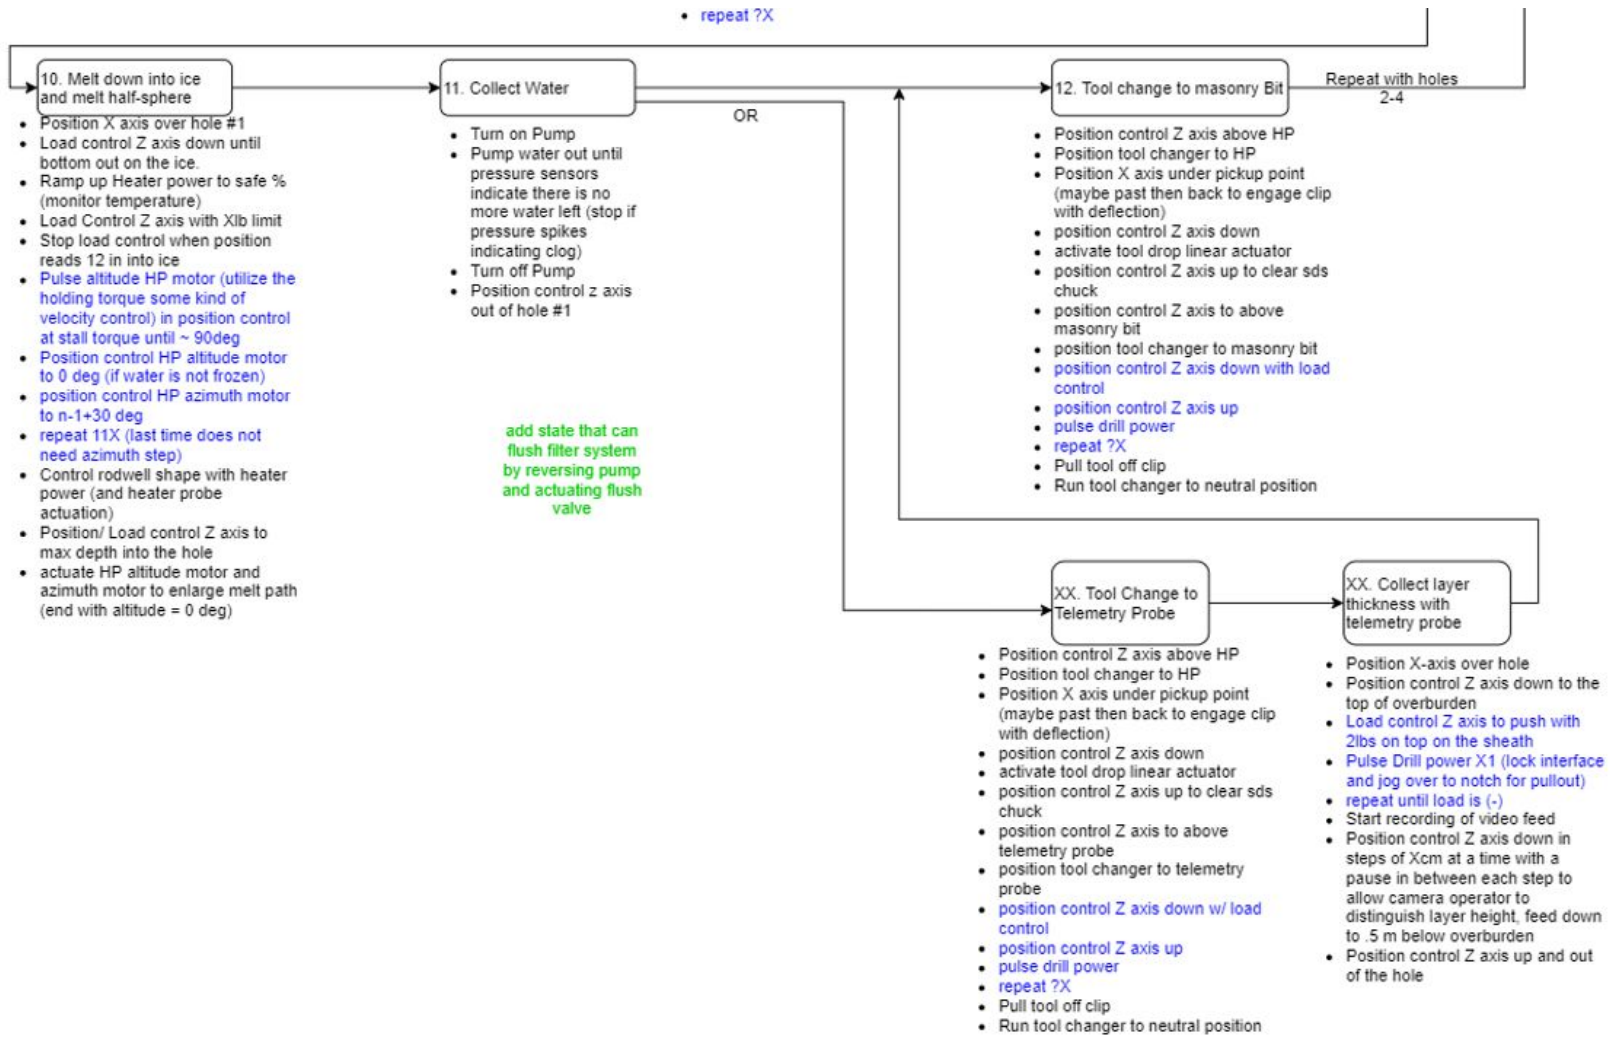 • repeat ?X
10. Melt down into ice
and melt half-sphere
• Position X axis over hole #1
• Load control Z axis down until
bottom out on the ice.
• Ramp up Heater power to safe %
(monitor temperature)
• Load Control Z axis with Xlb limit
• Stop load control when position
reads 12 in into ice
• Pulse altitude HP motor (utilize the
holding torque some kind of
velocity control) in position control
at stall torque until ~ 90deg
• Position control HP altitude motor
to 0 deg (if water is not frozen)
• position control HP azimuth motor
to n-1+30 deg
• repeat 11X (last time does not
need azimuth step)
• Control rodwell shape with heater
power (and heater probe
actuation)
• Position/ Load control Z axis to
max depth into the hole
• actuate HP altitude motor and
azimuth motor to enlarge melt path
(end with altitude = 0 deg)
11. Collect Water
• Turn on Pump
• Pump water out until
pressure sensors
indicate there is no
more water left (stop if
pressure spikes
indicating clog)
• Turn off Pump
• Position control z axis
out of hole #1
add state that can
flush filter system
by reversing pump
and actuating flush
valve
OR
12. Tool change to masonry Bit
Repeat with holes
2-4
• Position control Z axis above HP
• Position tool changer to HP
• Position X axis under pickup point
(maybe past then back to engage clip
with deflection)
• position control Z axis down
• activate tool drop linear actuator
• position control Z axis up to clear sds
chuck
• position control Z axis to above
masonry bit
• position tool changer to masonry bit
• position control Z axis down with load
control
• position control Z axis up
• pulse drill power
• repeat ?X
• Pull tool off clip
• Run tool changer to neutral position
XX. Tool Change to
Telemetry Probe
• Position control Z axis above HP
• Position tool changer to HP
• Position X axis under pickup point
(maybe past then back to engage clip
with deflection)
• position control Z axis down
• activate tool drop linear actuator
• position control Z axis up to clear sds
chuck
• position control Z axis to above
telemetry probe
• position tool changer to telemetry
probe
• position control Z axis down w/ load
control
• position control Z axis up
• pulse drill power
• repeat ?X
• Pull tool off clip
• Run tool changer to neutral position
XX. Collect layer
thickness with
telemetry probe
• Position X-axis over hole
• Position control Z axis down to the
top of overburden
• Load control Z axis to push with
2lbs on top on the sheath
• Pulse Drill power X1 (lock interface
and jog over to notch for pullout)
• repeat until load is (-)
• Start recording of video feed
• Position control Z axis down in
steps of Xcm at a time with a
pause in between each step to
allow camera operator to
distinguish layer height, feed down
to .5 m below overburden
• Position control Z axis up and out
of the hole